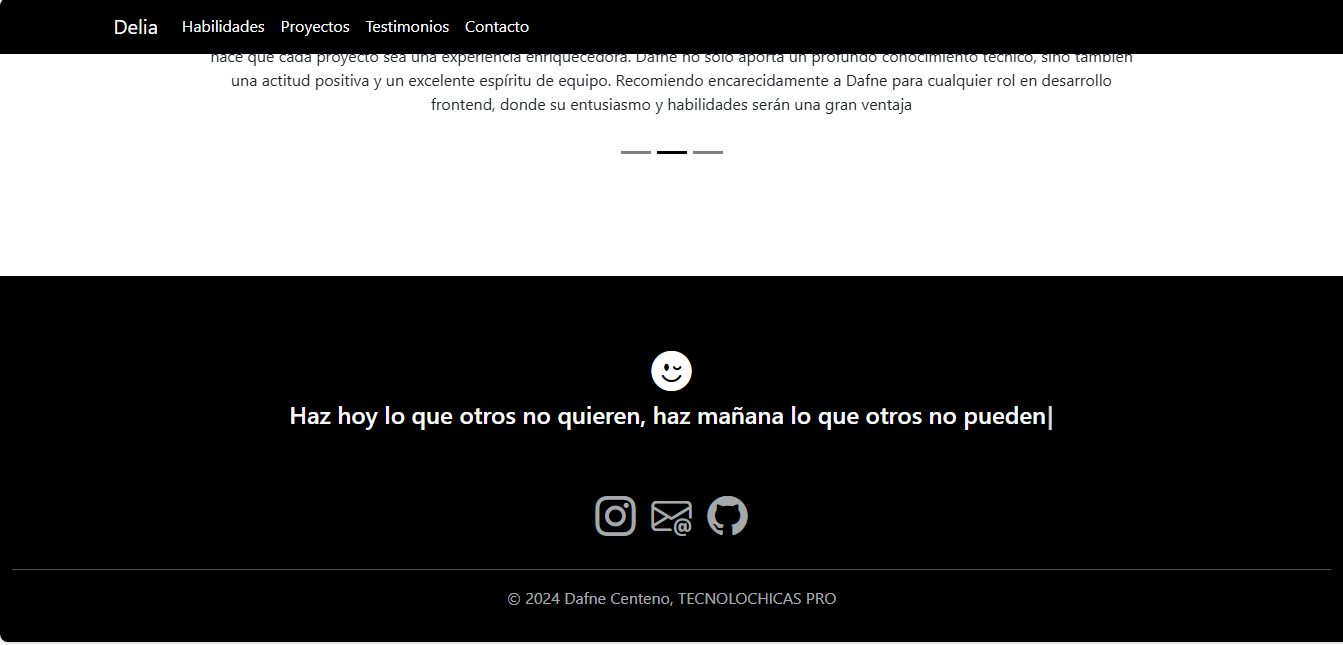 Delia Habilidades Proyectos Testimonios Contacto
hace que cada proyecto sea una experiencia enriquecedora. Dafne no solo aporta un profundo conocimiento técnico, sino también
una actitud positiva y un excelente espíritu de equipo. Recomiendo encarecidamente a Dafne para cualquier rol en desarrollo
frontend, donde su entusiasmo y habilidades serán una gran ventaja
Haz hoy lo que otros no quieren, haz mañana lo que otros no pueden|
© 2024 Dafne Centeno, TECNOLOCHICAS PRO